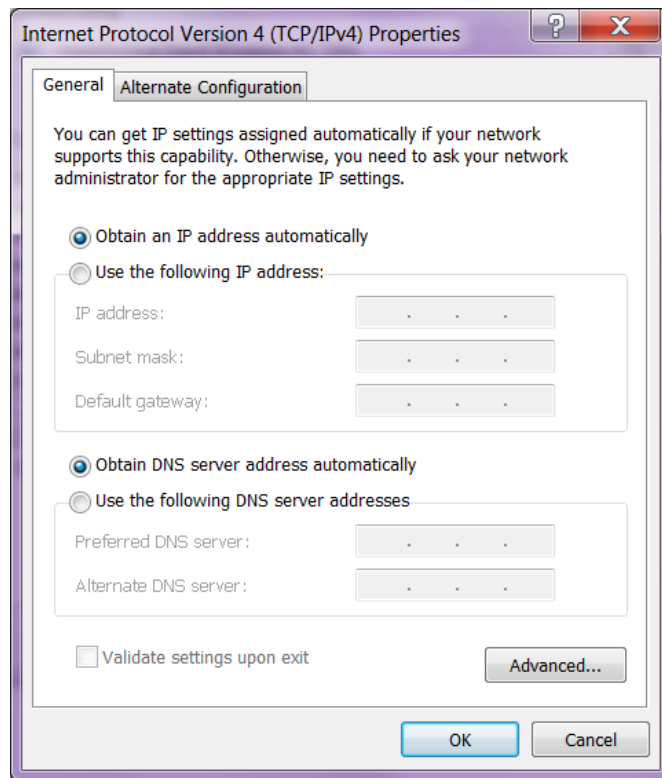 Internet Protocol Version 4 (TCP/IPv4) Properties
? X
General Alternate Configuration
You can get IP settings assigned automatically if your network
supports this capability. Otherwise, you need to ask your network
administrator for the appropriate IP settings.
Obtain an IP address automatically
Use the following IP address:
IP address: . . .
Subnet mask: . . .
Default gateway: . . .
Obtain DNS server address automatically
Use the following DNS server addresses
Preferred DNS server: . . .
Alternate DNS server: . . .
Validate settings upon exit
Advanced...
OK Cancel